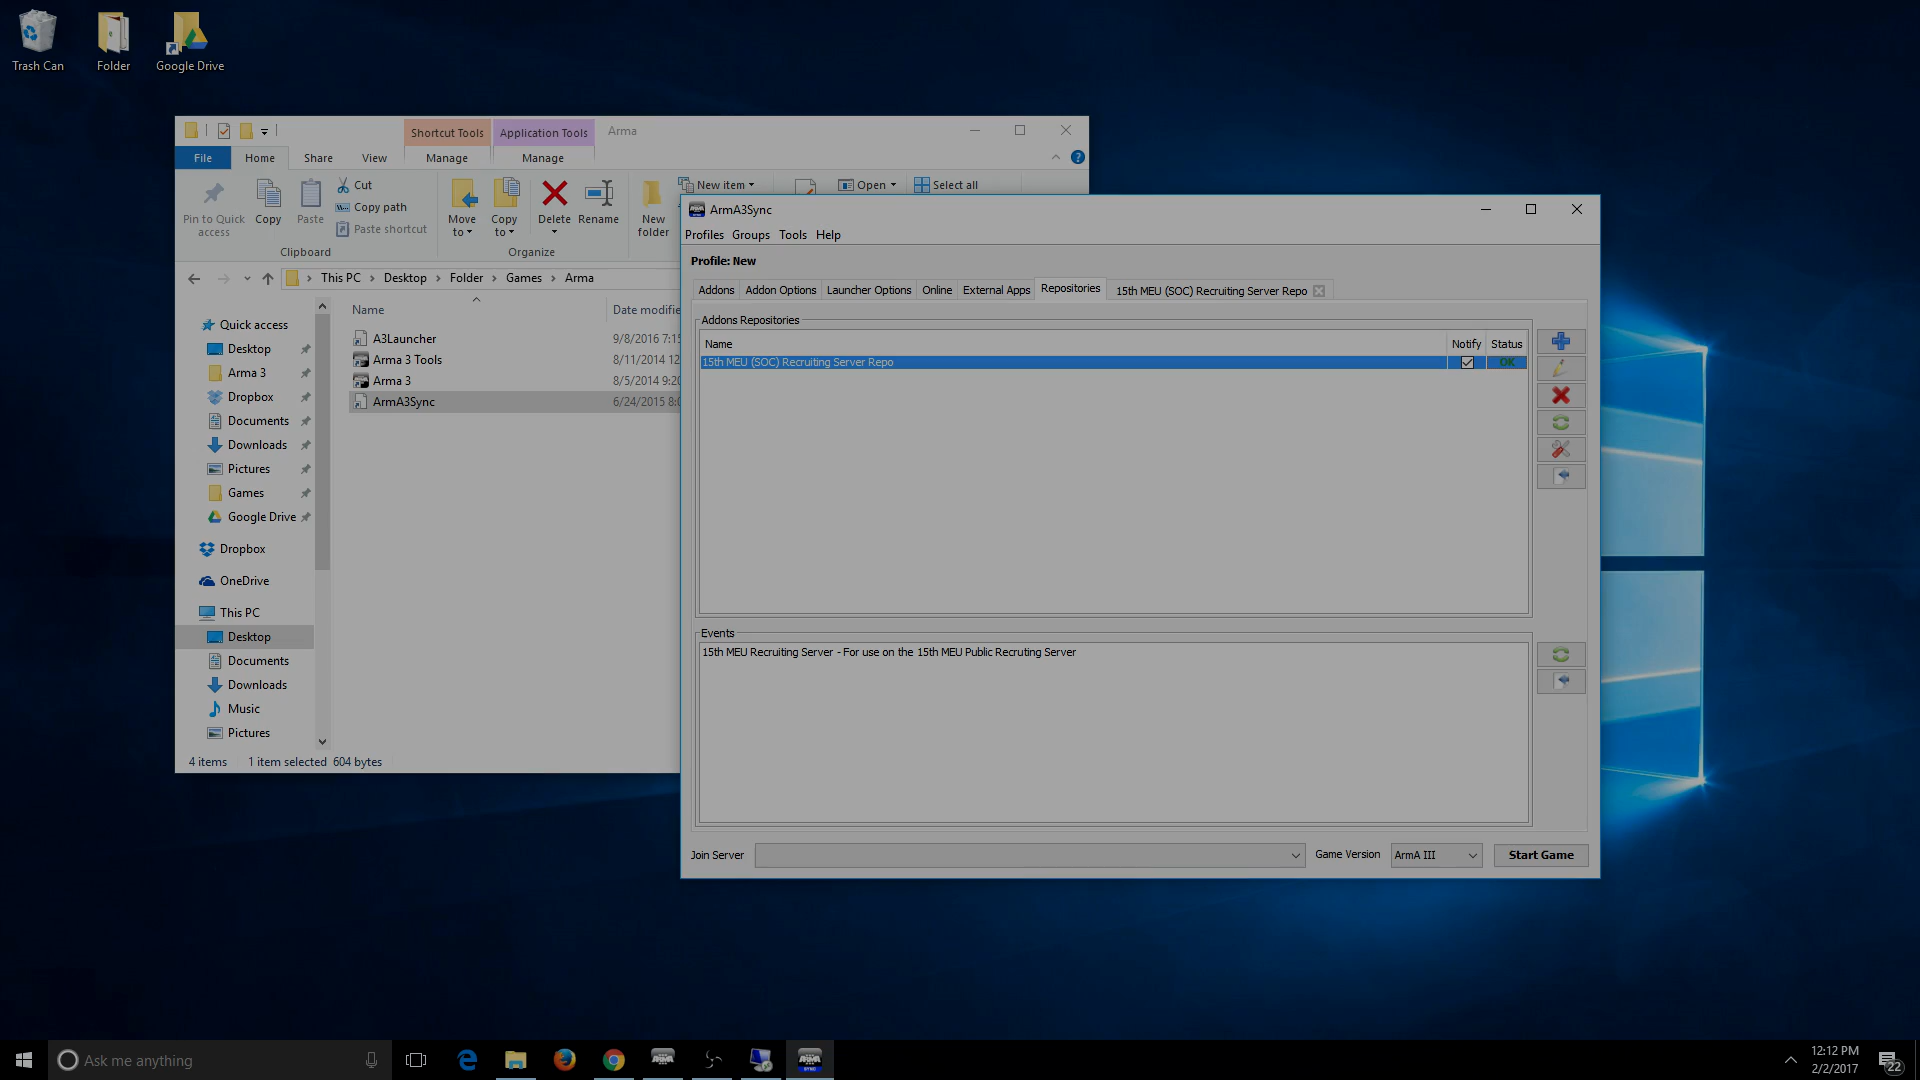 Trash Can
Folder
Google Drive
Shortcut Tools
Application Tools
Arma
File
Home
Share
View
Manage
Manage
Pin to Quick access
Copy
Paste
Cut
Copy path
Paste shortcut
Clipboard
Move to
Copy to
Delete
Rename
Organize
New folder
New item
Open
Select all
This PC > Desktop > Folder > Games > Arma
Name
Date modifie
A3Launcher
9/8/2016 7:15
Arma 3 Tools
8/11/2014 12
Arma 3
8/5/2014 9:20
ArmA3Sync
6/24/2015 8:0
Quick access
Desktop
Arma 3
Dropbox
Documents
Downloads
Pictures
Games
Google Drive
Dropbox
OneDrive
This PC
Desktop
Documents
Downloads
Music
Pictures
4 items
1 item selected 604 bytes
ArmA3Sync
Profiles Groups Tools Help
Profile: New
Addons
Addon Options
Launcher Options
Online
External Apps
Repositories
15th MEU (SOC) Recruiting Server Repo
Addons Repositories
Name
Notify
Status
15th MEU (SOC) Recruiting Server Repo
OK
Events
15th MEU Recruiting Server - For use on the 15th MEU Public Recruting Server
Join Server
Game Version
ArmA III
Start Game
Ask me anything
12:12 PM
2/2/2017
22